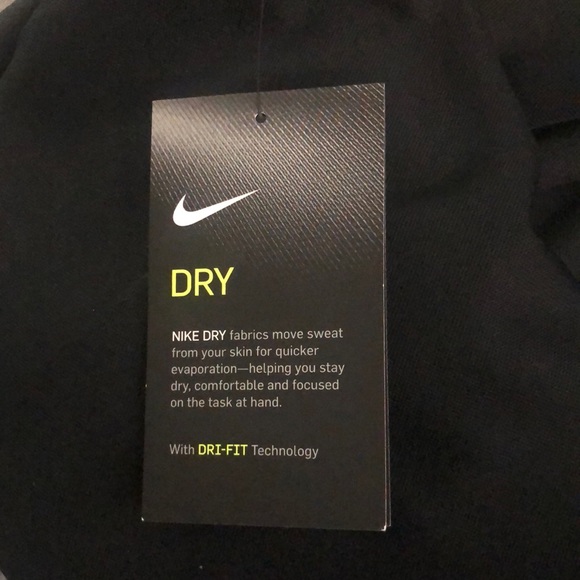 DRY
NIKE DRY fabrics move sweat
from your skin for quicker
evaporation—helping you stay
dry, comfortable and focused
on the task at hand.
With DRI-FIT Technology